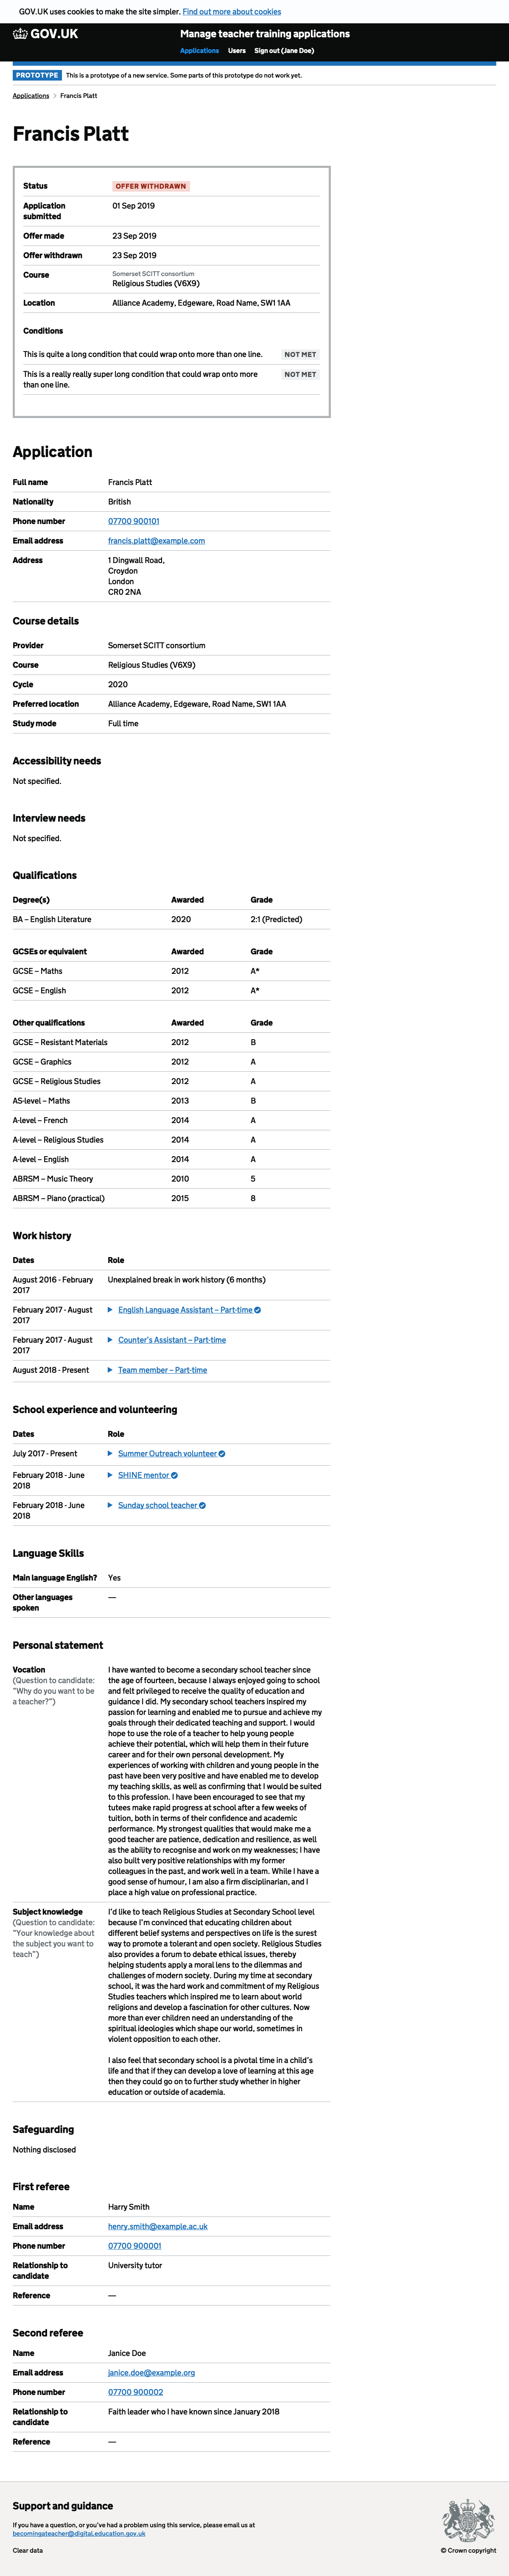 GOV.UK uses cookies to make the site simpler. Find out more about cookies
GOV.UK
Manage teacher training applications
Applications Users Sign out (Jane Doe)
PROTOTYPE This is a prototype of a new service. Some parts of this prototype do not work yet.
Applications > Francis Platt
Francis Platt
Status OFFER WITHDRAWN
Application submitted 01 Sep 2019
Offer made 23 Sep 2019
Offer withdrawn 23 Sep 2019
Course Somerset SCITT consortium
Religious Studies (V6X9)
Location Alliance Academy, Edgeware, Road Name, SW1 1AA
Conditions
This is quite a long condition that could wrap onto more than one line. NOT MET
This is a really really super long condition that could wrap onto more NOT MET
than one line.
Application
Full name Francis Platt
Nationality British
Phone number 07700 900101
Email address francis.platt@example.com
Address 1 Dingwall Road,
Croydon
London
CR0 2NA
Course details
Provider Somerset SCITT consortium
Course Religious Studies (V6X9)
Cycle 2020
Preferred location Alliance Academy, Edgeware, Road Name, SW1 1AA
Study mode Full time
Accessibility needs
Not specified.
Interview needs
Not specified.
Qualifications
Degree(s) Awarded Grade
BA – English Literature 2020 2:1 (Predicted)
GCSEs or equivalent Awarded Grade
GCSE – Maths 2012 A*
GCSE – English 2012 A*
Other qualifications Awarded Grade
GCSE – Resistant Materials 2012 B
GCSE – Graphics 2012 A
GCSE – Religious Studies 2012 A
AS-level – Maths 2013 B
A-level – French 2014 A
A-level – Religious Studies 2014 A
A-level – English 2014 A
ABRSM – Music Theory 2010 5
ABRSM – Piano (practical) 2015 8
Work history
Dates Role
August 2016 - February 2017 Unexplained break in work history (6 months)
February 2017 - August 2017 English Language Assistant – Part-time
February 2017 - August 2017 Counter's Assistant – Part-time
August 2018 - Present Team member – Part-time
School experience and volunteering
Dates Role
July 2017 - Present Summer Outreach volunteer
February 2018 - June 2018 SHINE mentor
February 2018 - June 2018 Sunday school teacher
Language Skills
Main language English? Yes
Other languages spoken —
Personal statement
Vocation
(Question to candidate:
"Why do you want to be
a teacher?")
I have wanted to become a secondary school teacher since
the age of fourteen, because I always enjoyed going to school
and felt privileged to receive the quality of education and
guidance I did. My secondary school teachers inspired my
passion for learning and enabled me to pursue and achieve my
goals through their dedicated teaching and support. I would
hope to use the role of a teacher to help young people
achieve their potential, which will help them in their future
career and for their own personal development. My
experiences of working with children and young people in the
past have been very positive and have enabled me to develop
my teaching skills, as well as confirming that I would be suited
to this profession. I have been encouraged to see that my
tutees make rapid progress at school after a few weeks of
tuition, both in terms of their confidence and academic
performance. My strongest qualities that would make me a
good teacher are patience, dedication and resilience, as well
as the ability to recognise and work on my weaknesses; I have
also built very positive relationships with my former
colleagues in the past, and work well in a team. While I have a
good sense of humour, I am also a firm disciplinarian, and I
place a high value on professional practice.
Subject knowledge
(Question to candidate:
"Your knowledge about
the subject you want to
teach")
I'd like to teach Religious Studies at Secondary School level
because I'm convinced that educating children about
different belief systems and perspectives on life is the surest
way to promote a tolerant and open society. Religious Studies
also provides a forum to debate ethical issues, thereby
helping students apply a moral lens to the dilemmas and
challenges of modern society. During my time at secondary
school, it was the hard work and commitment of my Religious
Studies teachers which inspired me to learn about world
religions and develop a fascination for other cultures. Now
more than ever children need an understanding of the
spiritual ideologies which shape our world, sometimes in
violent opposition to each other.
I also feel that secondary school is a pivotal time in a child's
life and that if they can develop a love of learning at this age
then they could go on to further study whether in higher
education or outside of academia.
Safeguarding
Nothing disclosed
First referee
Name Harry Smith
Email address henry.smith@example.ac.uk
Phone number 07700 900001
Relationship to candidate University tutor
Reference —
Second referee
Name Janice Doe
Email address janice.doe@example.org
Phone number 07700 900002
Relationship to candidate Faith leader who I have known since January 2018
Reference —
Support and guidance
If you have a question, or you've had a problem using this service, please email us at
becomingateacher@digital.education.gov.uk
Clear data
© Crown copyright